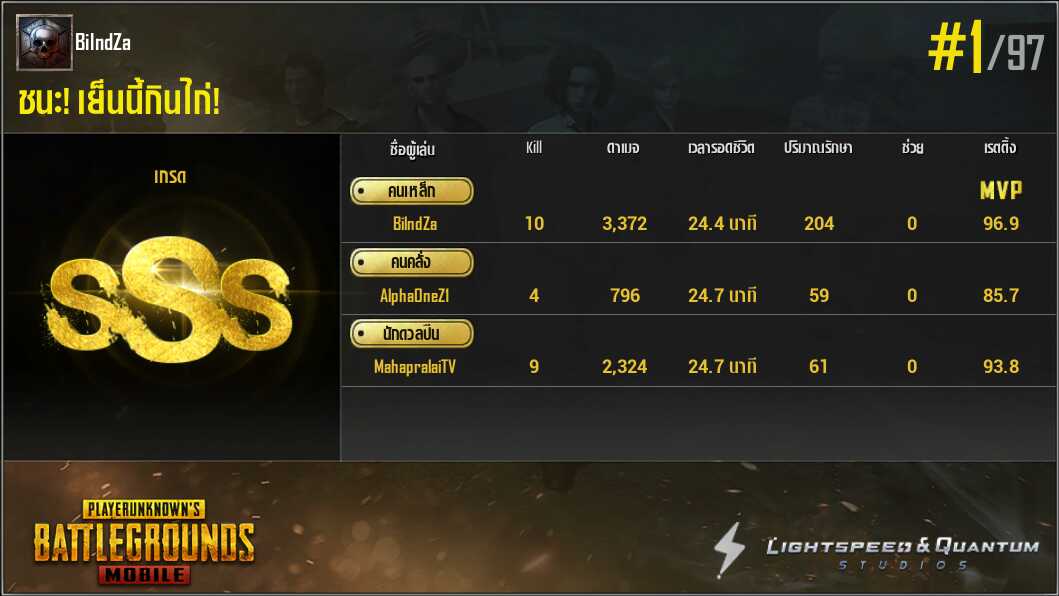 BilndZa
#1/97
ชนะ! เย็นนี้กินไก่!
เกรด
SSS
ชื่อผู้เล่น Kill ดาเมจ เวลารอดชีวิต ปริมาณรักษา ช่วย เรตติ้ง
คนเหล็ก MVP
BilndZa 10 3,372 24.4 นาที 204 0 96.9
คนคลั่ง
AlphaOneZ1 4 796 24.7 นาที 59 0 85.7
นักดวลปืน
MahapralaiTV 9 2,324 24.7 นาที 61 0 93.8
PLAYERUNKNOWN'S
BATTLEGROUNDS
MOBILE
LIGHTSPEED & QUANTUM
STUDIOS